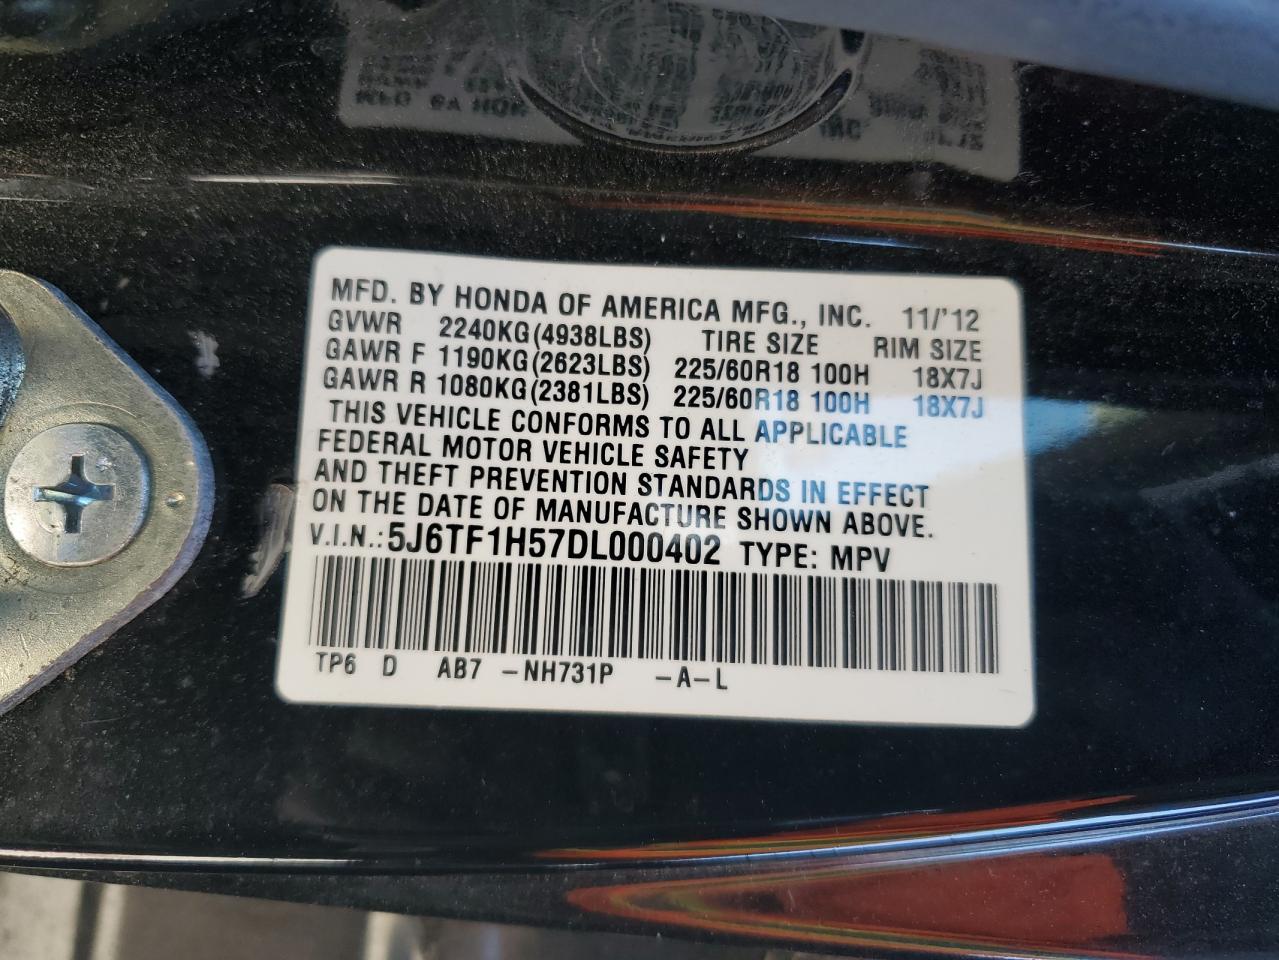 MFD. BY HONDA OF AMERICA MFG., INC. 11/'12
GVWR 2240KG(4938LBS) TIRE SIZE RIM SIZE
GAWR F 1190KG(2623LBS) 225/60R18 100H 18X7J
GAWR R 1080KG(2381LBS) 225/60R18 100H 18X7J
THIS VEHICLE CONFORMS TO ALL APPLICABLE
FEDERAL MOTOR VEHICLE SAFETY
AND THEFT PREVENTION STANDARDS IN EFFECT
ON THE DATE OF MANUFACTURE SHOWN ABOVE.
V.I.N.:5J6TF1H57DL000402 TYPE: MPV
TP6 D AB7 -NH731P -A-L